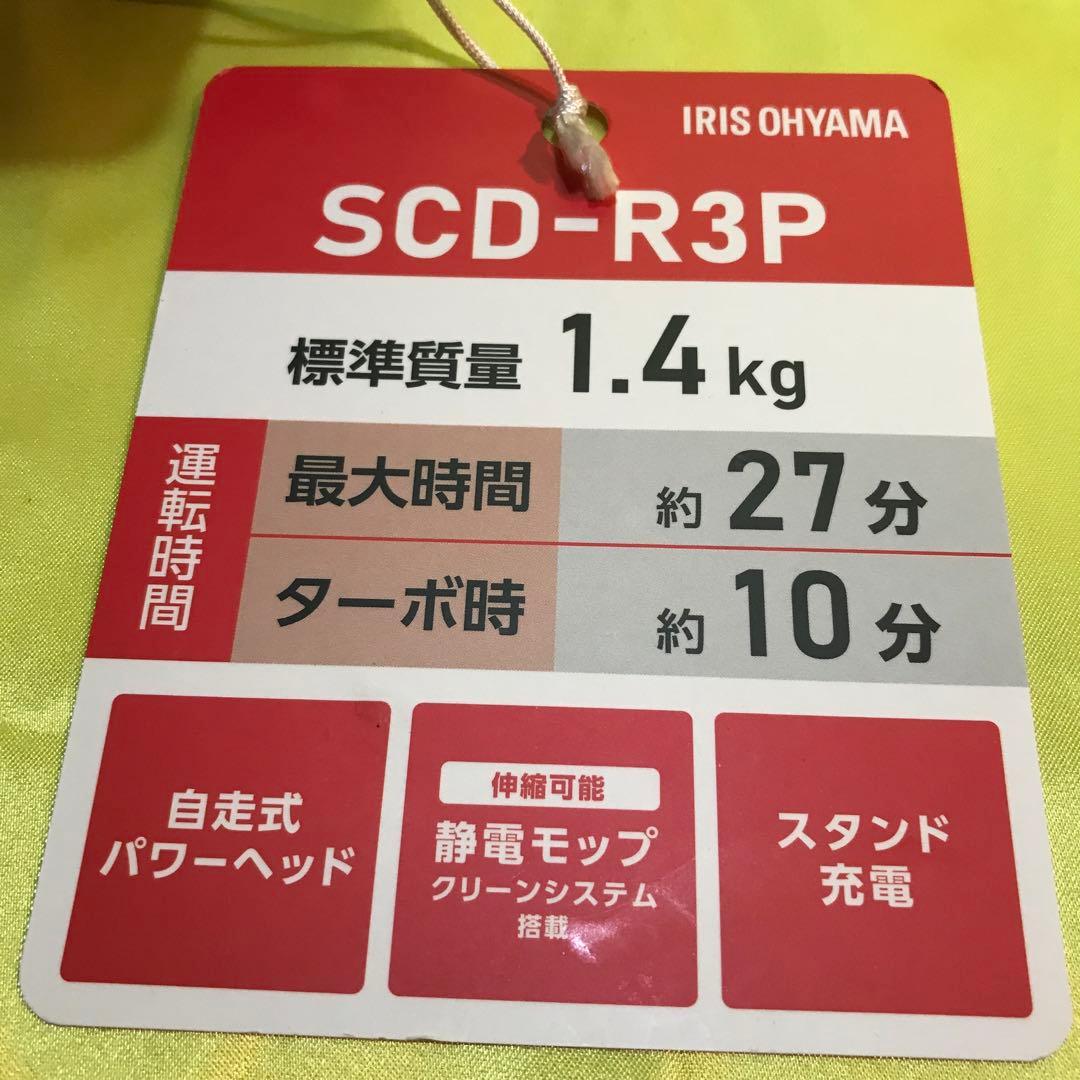 IRIS OHYAMA
SCD-R3P
標準質量 1.4 kg
運転時間
最大時間 約 27 分
ターボ時 約 10 分
自走式
パワーヘッド
伸縮可能
静電モップ
クリーンシステム
搭載
スタンド
充電